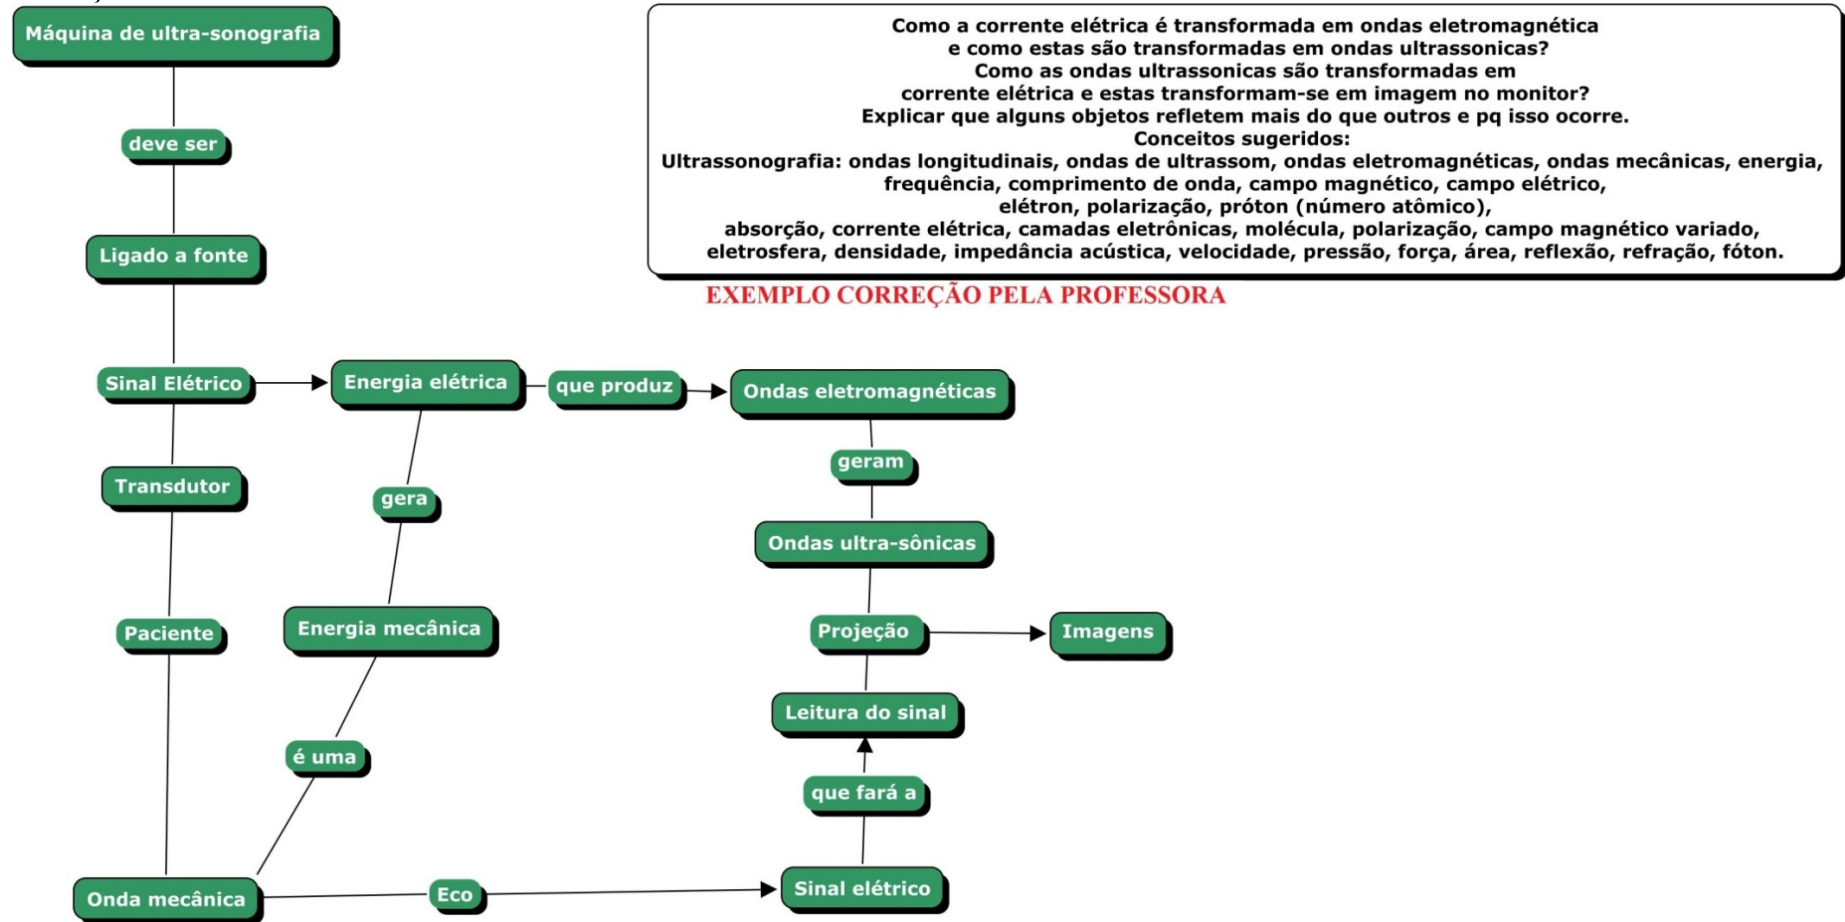 Máquina de ultra-sonografia
Como a corrente elétrica é transformada em ondas eletromagnética
e como estas são transformadas em ondas ultrassonicas?
Como as ondas ultrassonicas são transformadas em
corrente elétrica e estas transformam-se em imagem no monitor?
Explicar que alguns objetos refletem mais do que outros e pq isso ocorre.
Conceitos sugeridos:
Ultrassonografia: ondas longitudinais, ondas de ultrassom, ondas eletromagnéticas, ondas mecânicas, energia,
frequência, comprimento de onda, campo magnético, campo elétrico,
elétron, polarização, próton (número atômico),
absorção, corrente elétrica, camadas eletrônicas, molécula, polarização, campo magnético variado,
eletrosfera, densidade, impedância acústica, velocidade, pressão, força, área, reflexão, refração, fóton.
EXEMPLO CORREÇÃO PELA PROFESSORA
deve ser
Ligado a fonte
Sinal Elétrico
Energia elétrica
que produz
Ondas eletromagnéticas
geram
Transdutor
gera
Ondas ultra-sônicas
Paciente
Energia mecânica
Projeção
Imagens
Leitura do sinal
é uma
que fará a
Onda mecânica
Eco
Sinal elétrico